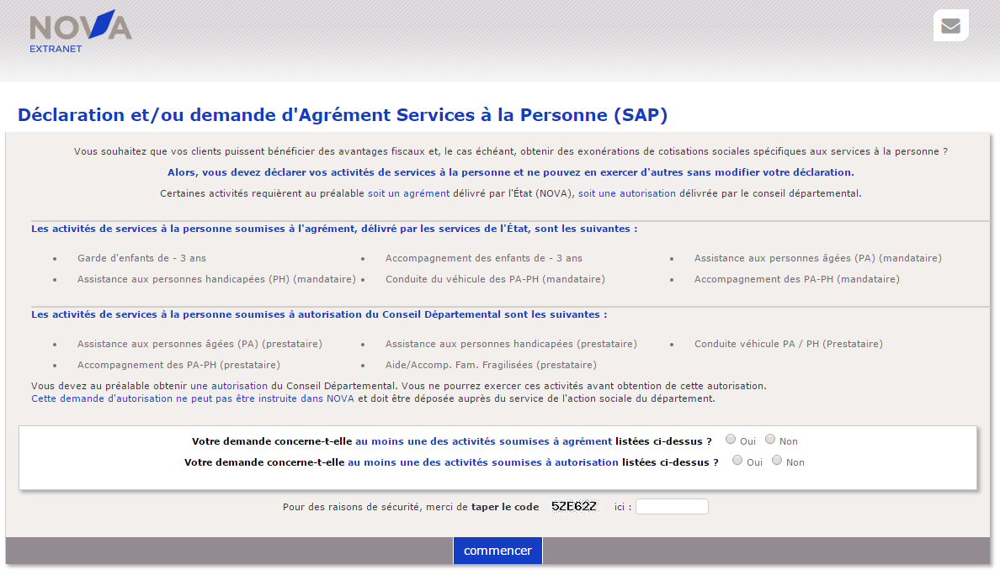 NOVA
EXTRANET
Déclaration et/ou demande d'Agrément Services à la Personne (SAP)
Vous souhaitez que vos clients puissent bénéficier des avantages fiscaux et, le cas échéant, obtenir des exonérations de cotisations sociales spécifiques aux services à la personne ?
Alors, vous devez déclarer vos activités de services à la personne et ne pouvez en exercer d'autres sans modifier votre déclaration.
Certaines activités requièrent au préalable soit un agrément délivré par l'État (NOVA), soit une autorisation délivrée par le conseil départemental.
Les activités de services à la personne soumises à l'agrément, délivré par les services de l'État, sont les suivantes :
• Garde d'enfants de - 3 ans • Accompagnement des enfants de - 3 ans • Assistance aux personnes âgées (PA) (mandataire)
• Assistance aux personnes handicapées (PH) (mandataire) • Conduite du véhicule des PA-PH (mandataire) • Accompagnement des PA-PH (mandataire)
Les activités de services à la personne soumises à autorisation du Conseil Départemental sont les suivantes :
• Assistance aux personnes âgées (PA) (prestataire) • Assistance aux personnes handicapées (prestataire) • Conduite véhicule PA / PH (Prestataire)
• Accompagnement des PA-PH (prestataire) • Aide/Accomp. Fam. Fragilisées (prestataire)
Vous devez au préalable obtenir une autorisation du Conseil Départemental. Vous ne pourrez exercer ces activités avant obtention de cette autorisation.
Cette demande d'autorisation ne peut pas être instruite dans NOVA et doit être déposée auprès du service de l'action sociale du département.
Votre demande concerne-t-elle au moins une des activités soumises à agrément listées ci-dessus ? Oui Non
Votre demande concerne-t-elle au moins une des activités soumises à autorisation listées ci-dessus ? Oui Non
Pour des raisons de sécurité, merci de taper le code 5ZE62Z ici :
commencer